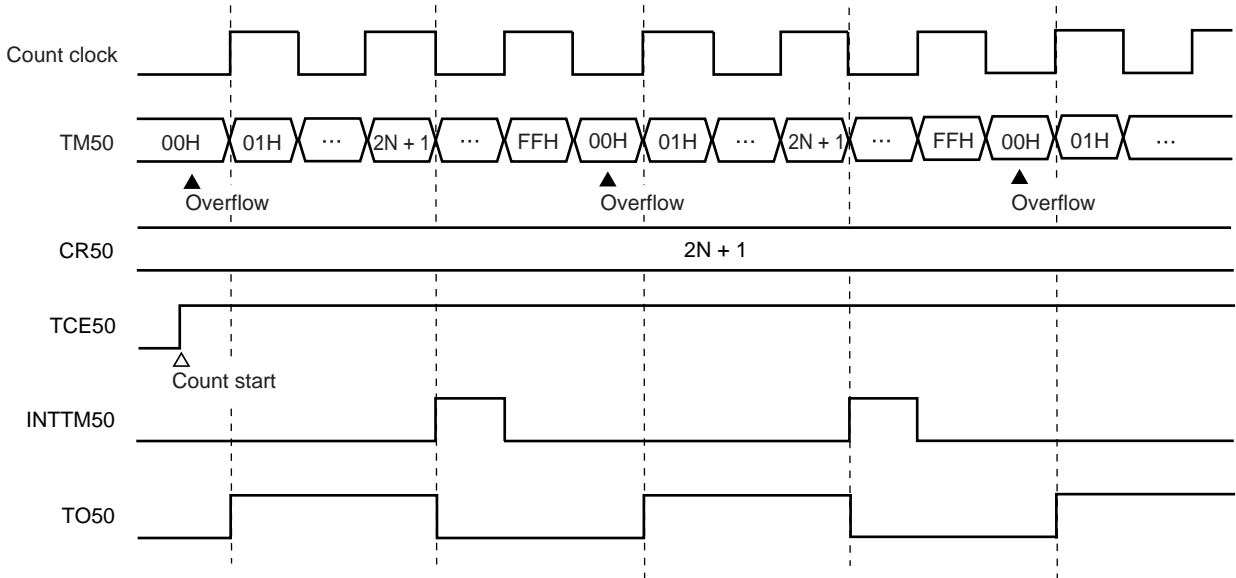 Count clock
TM50 00H 01H ... 2N + 1 ... FFH 00H 01H ... 2N + 1 ... FFH 00H 01H ...
Overflow Overflow Overflow
CR50 2N + 1
TCE50
Count start
INTTM50
TO50